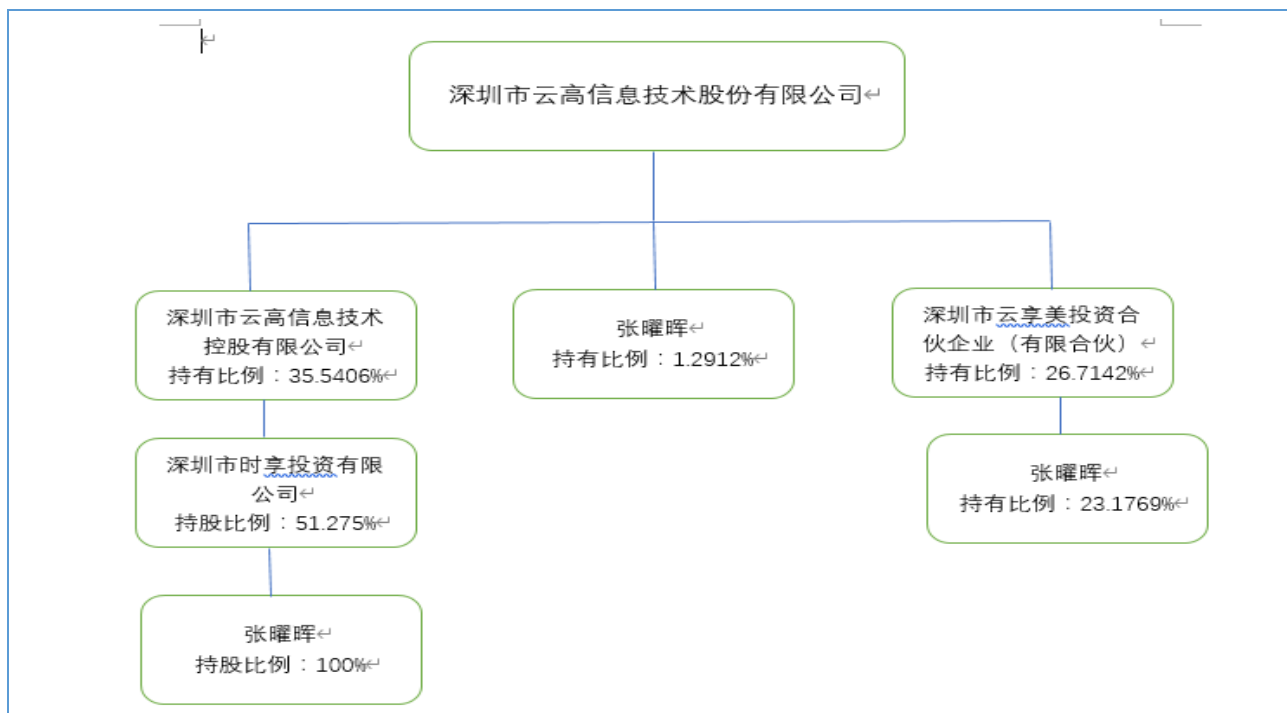 深圳市云高信息技术股份有限公司
深圳市云高信息技术
控股有限公司
持有比例：35.5406%
张曜晖
持有比例：1.2912%
深圳市云享美投资合
伙企业（有限合伙）
持有比例：26.7142%
深圳市时享投资有限
公司
持股比例：51.275%
张曜晖
持有比例：23.1769%
张曜晖
持股比例：100%